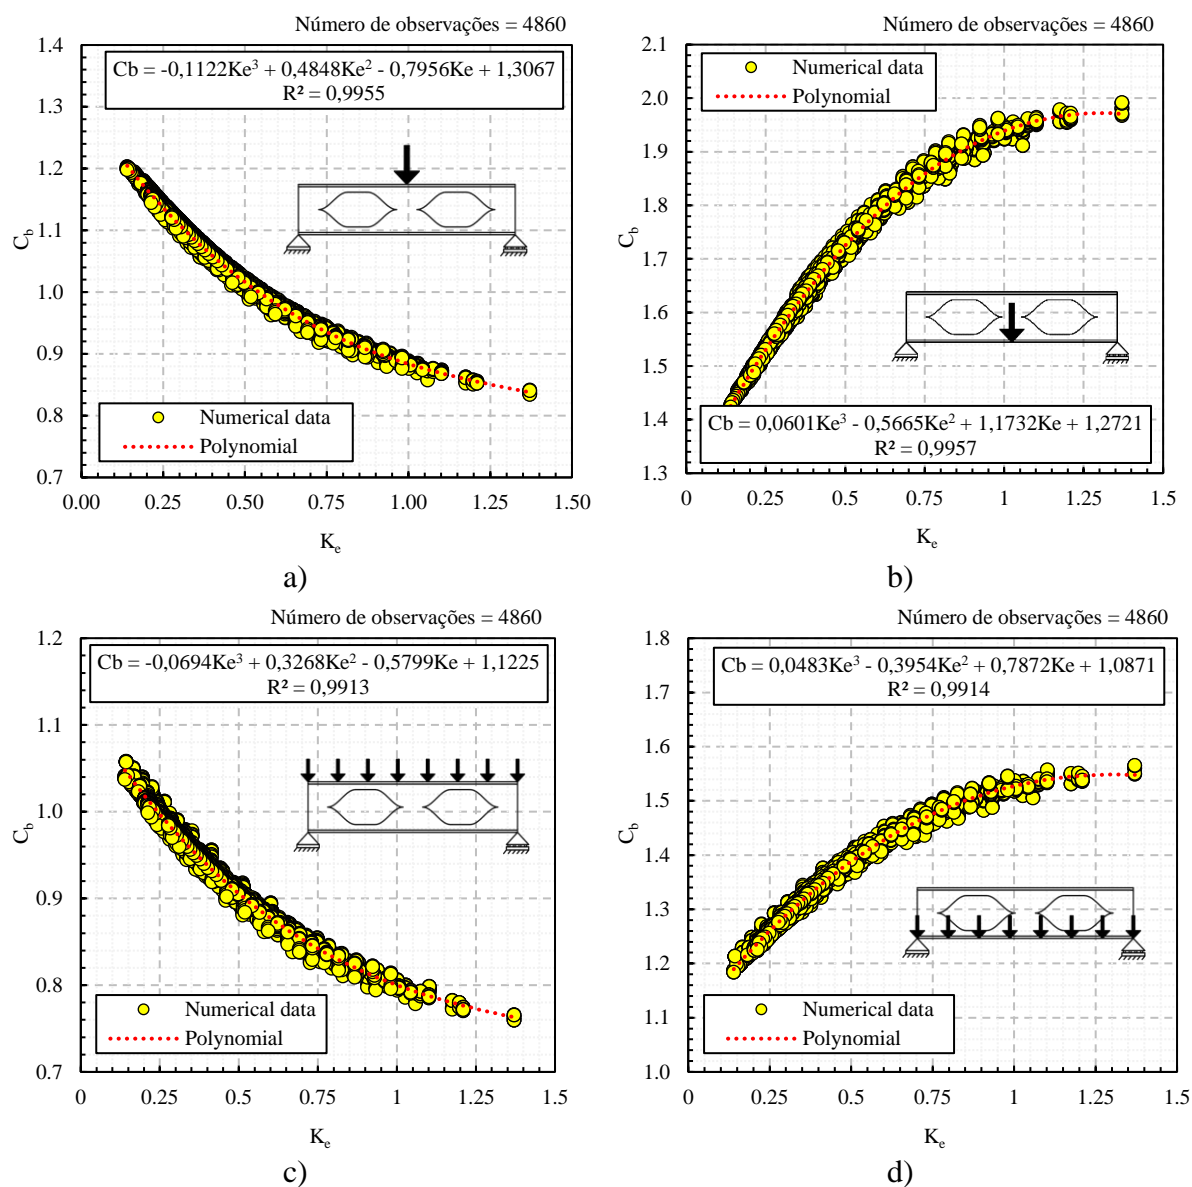 Número de observações = 4860
1.4
1.3
1.2
1.1
1.0
0.9
0.8
0.7
C_b
Cb = -0,1122Ke³ + 0,4848Ke² - 0,7956Ke + 1,3067
R² = 0,9955
Numerical data
Polynomial
0.00 0.25 0.50 0.75 1.00 1.25 1.50
K_e
a)
Número de observações = 4860
2.1
2.0
1.9
1.8
1.7
1.6
1.5
1.4
1.3
C_b
Numerical data
Polynomial
Cb = 0,0601Ke³ - 0,5665Ke² + 1,1732Ke + 1,2721
R² = 0,9957
0 0.25 0.5 0.75 1 1.25 1.5
K_e
b)
Número de observações = 4860
1.2
1.1
1.0
0.9
0.8
0.7
C_b
Cb = -0,0694Ke³ + 0,3268Ke² - 0,5799Ke + 1,1225
R² = 0,9913
Numerical data
Polynomial
0 0.25 0.5 0.75 1 1.25 1.5
K_e
c)
Número de observações = 4860
1.8
1.7
1.6
1.5
1.4
1.3
1.2
1.1
1.0
C_b
Cb = 0,0483Ke³ - 0,3954Ke² + 0,7872Ke + 1,0871
R² = 0,9914
Numerical data
Polynomial
0 0.25 0.5 0.75 1 1.25 1.5
K_e
d)